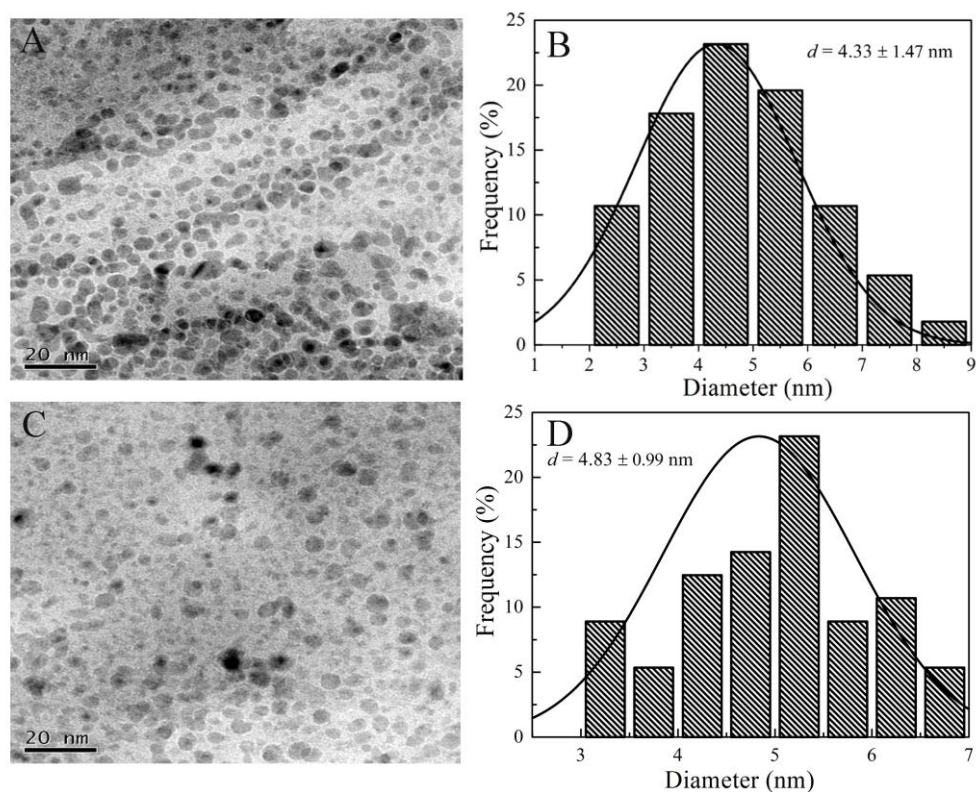 A
20 nm
B
d = 4.33 ± 1.47 nm
Frequency (%)
25
20
15
10
5
0
1 2 3 4 5 6 7 8 9
Diameter (nm)
C
20 nm
D
d = 4.83 ± 0.99 nm
Frequency (%)
25
20
15
10
5
0
3 4 5 6 7
Diameter (nm)